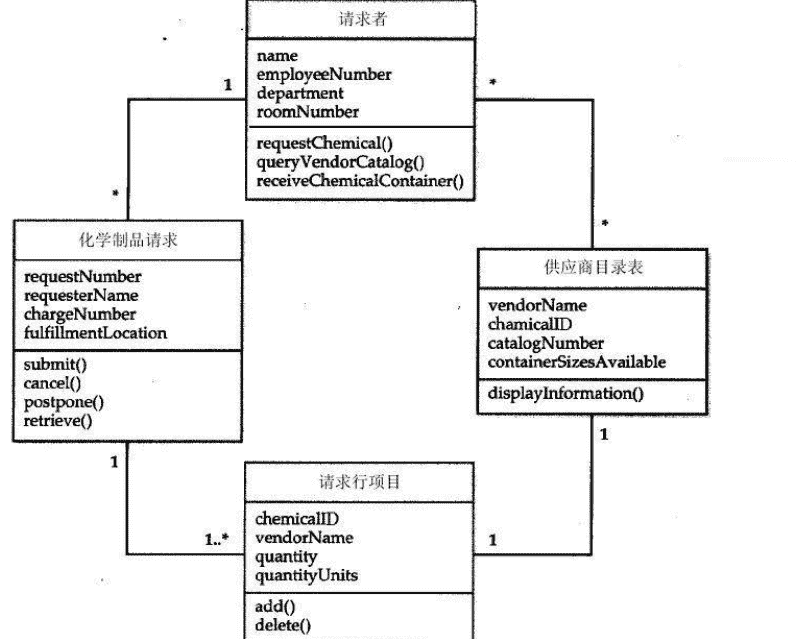 请求者
name
employeeNumber
department
roomNumber
requestChemical()
queryVendorCatalog()
receiveChemicalContainer()
1
*
*
*
化学制品请求
requestNumber
requesterName
chargeNumber
fulfillmentLocation
submit()
cancel()
postpone()
retrieve()
供应商目录表
vendorName
chamicalID
catalogNumber
containerSizesAvailable
displayInformation()
1
1
1..*
1
请求行项目
chemicalID
vendorName
quantity
quantityUnits
add()
delete()